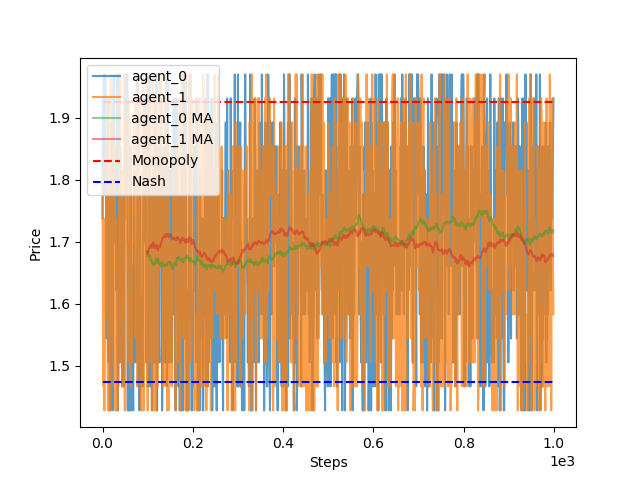 agent_0
agent_1
agent_0 MA
agent_1 MA
Monopoly
Nash
Price
1.9
1.8
1.7
1.6
1.5
0.0 0.2 0.4 0.6 0.8 1.0
Steps
1e3